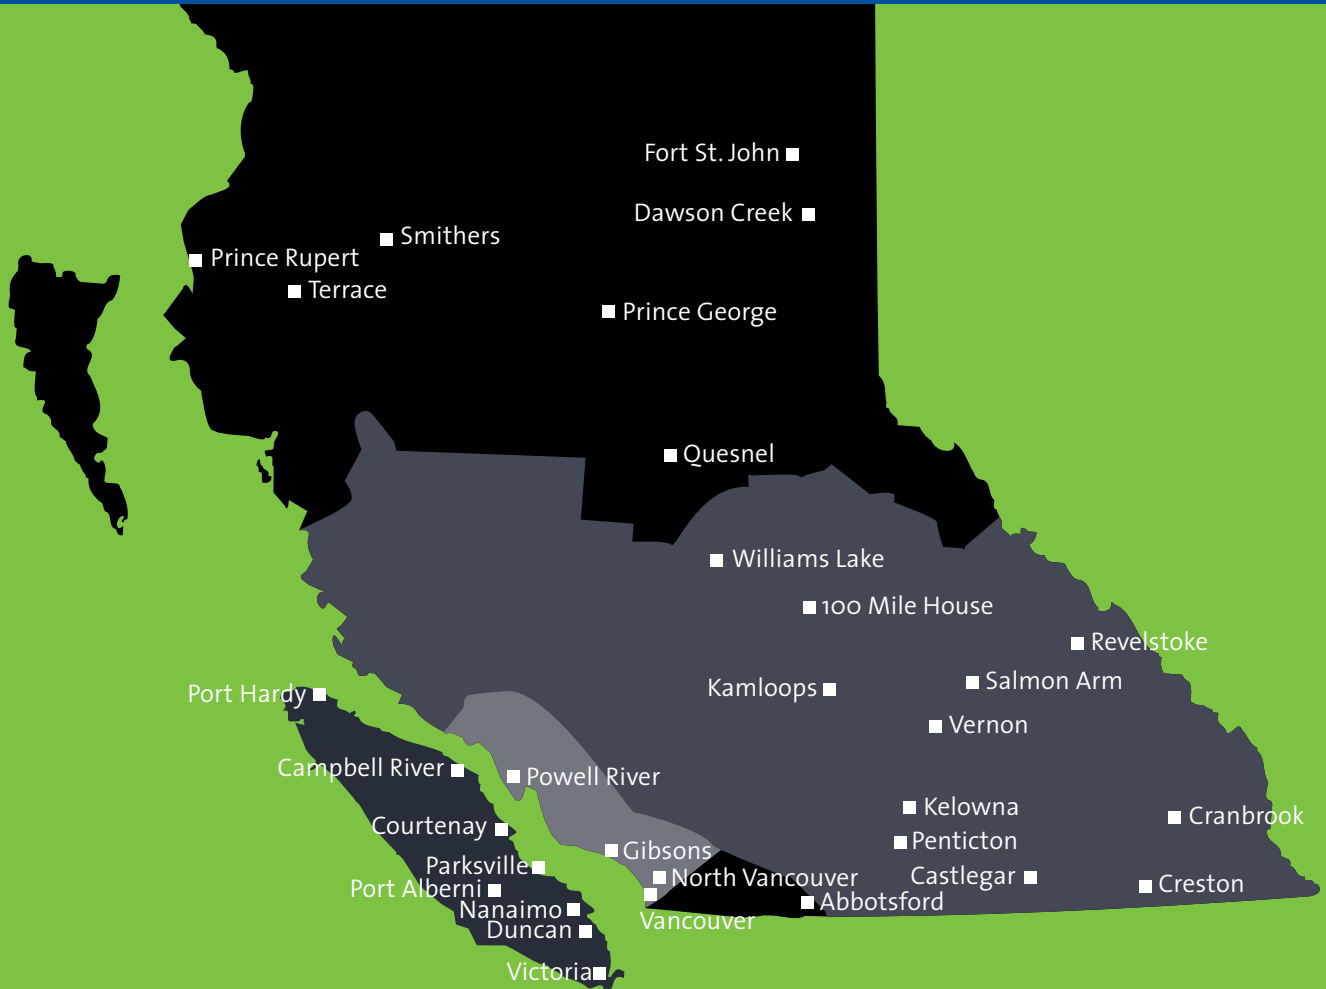 Fort St. John
Dawson Creek
Smithers
Prince Rupert
Terrace
Prince George
Quesnel
Williams Lake
100 Mile House
Revelstoke
Salmon Arm
Kamloops
Port Hardy
Vernon
Campbell River
Powell River
Kelowna
Cranbrook
Courtenay
Penticton
Gibsons
Parksville
North Vancouver
Castlegar
Creston
Port Alberni
Abbotsford
Nanaimo
Vancouver
Duncan
Victoria